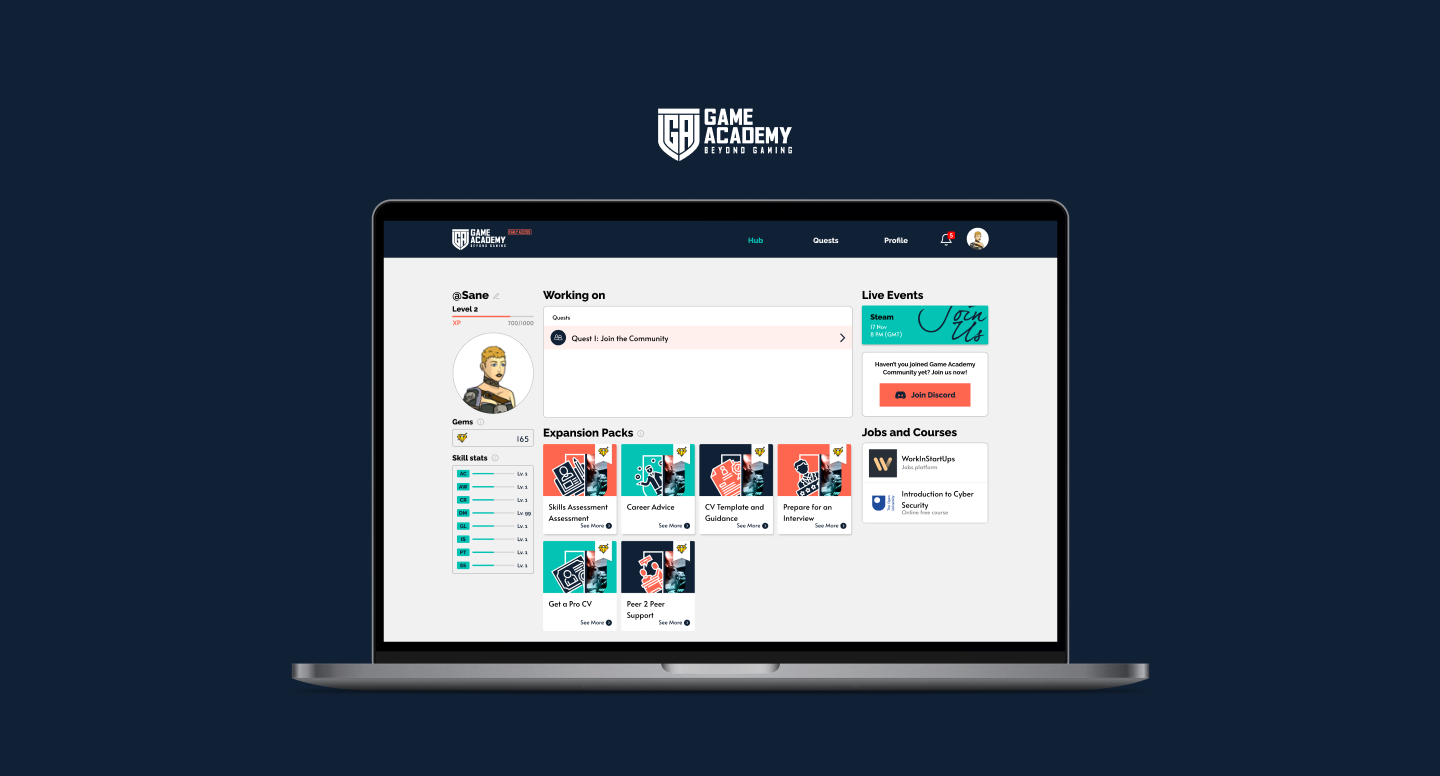 GAME
ACADEMY
BEYOND GAMING
GAME
ACADEMY
BEYOND GAMING
EARLY ACCESS
Hub
Quests
Profile
5
@Sane
Level 2
XP
700/1000
Gems
165
Skill stats
AC
Lv. 1
AW
Lv. 1
CB
Lv. 1
DM
Lv. 99
GL
Lv. 1
IS
Lv. 1
PT
Lv. 1
SS
Lv. 1
Working on
Quests
Quest 1: Join the Community
Expansion Packs
Skills Assessment
Assessment
See More
Career Advice
See More
CV Template and
Guidance
See More
Prepare for an
Interview
See More
Get a Pro CV
See More
Peer 2 Peer
Support
See More
Live Events
Steam
17 Nov
8 PM (GMT)
Join
Us
Haven't you joined Game Academy
Community yet? Join us now!
Join Discord
Jobs and Courses
WorkInStartUps
Jobs platform
Introduction to Cyber
Security
Online free course